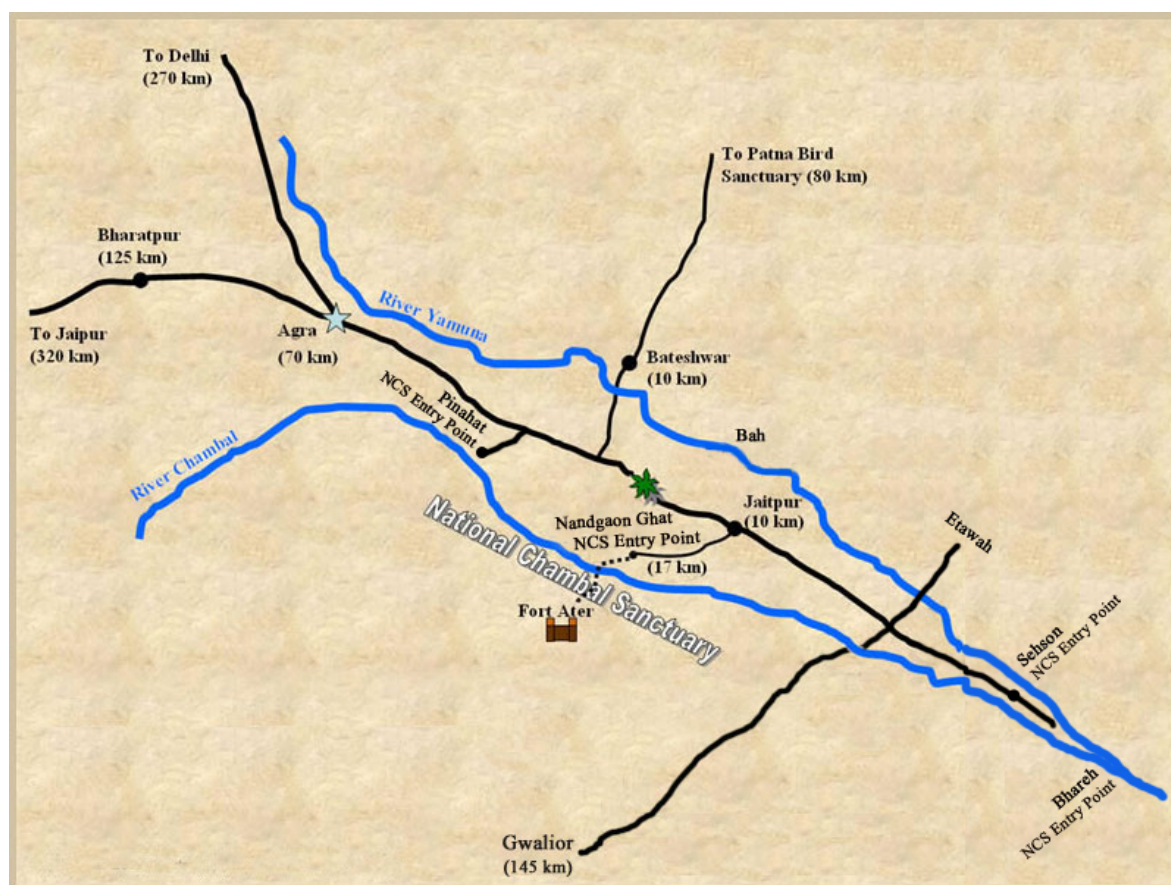 To Delhi
(270 km)
To Patna Bird
Sanctuary (80 km)
Bharatpur
(125 km)
River Yamuna
To Jaipur
(320 km)
Agra
(70 km)
Bateshwar
(10 km)
Pinahat
NCS Entry Point
Bah
River Chambal
Jaitpur
(10 km)
Nandgaon Ghat
NCS Entry Point
(17 km)
National Chambal Sanctuary
Etawah
Fort Ater
Sehson
NCS Entry Point
Bhareh
NCS Entry Point
Gwalior
(145 km)